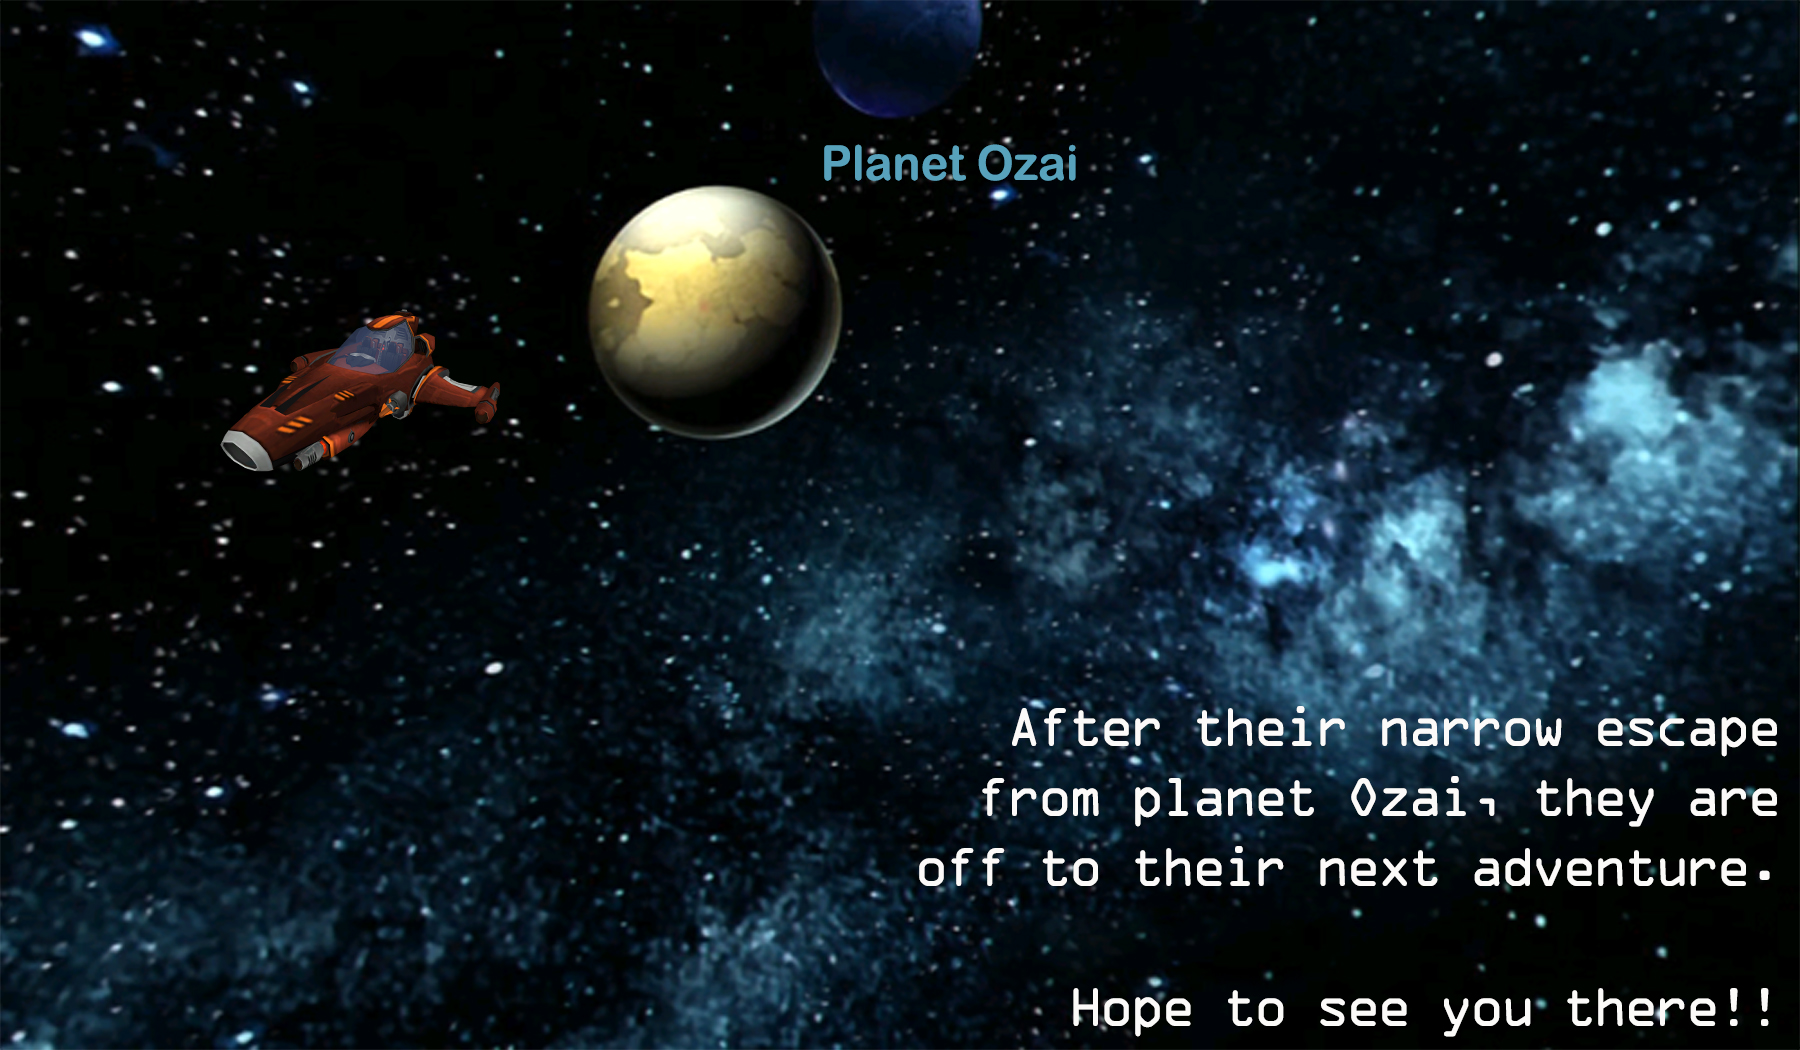 Planet Ozai
After their narrow escape
from planet Ozai, they are
off to their next adventure.
Hope to see you there!!